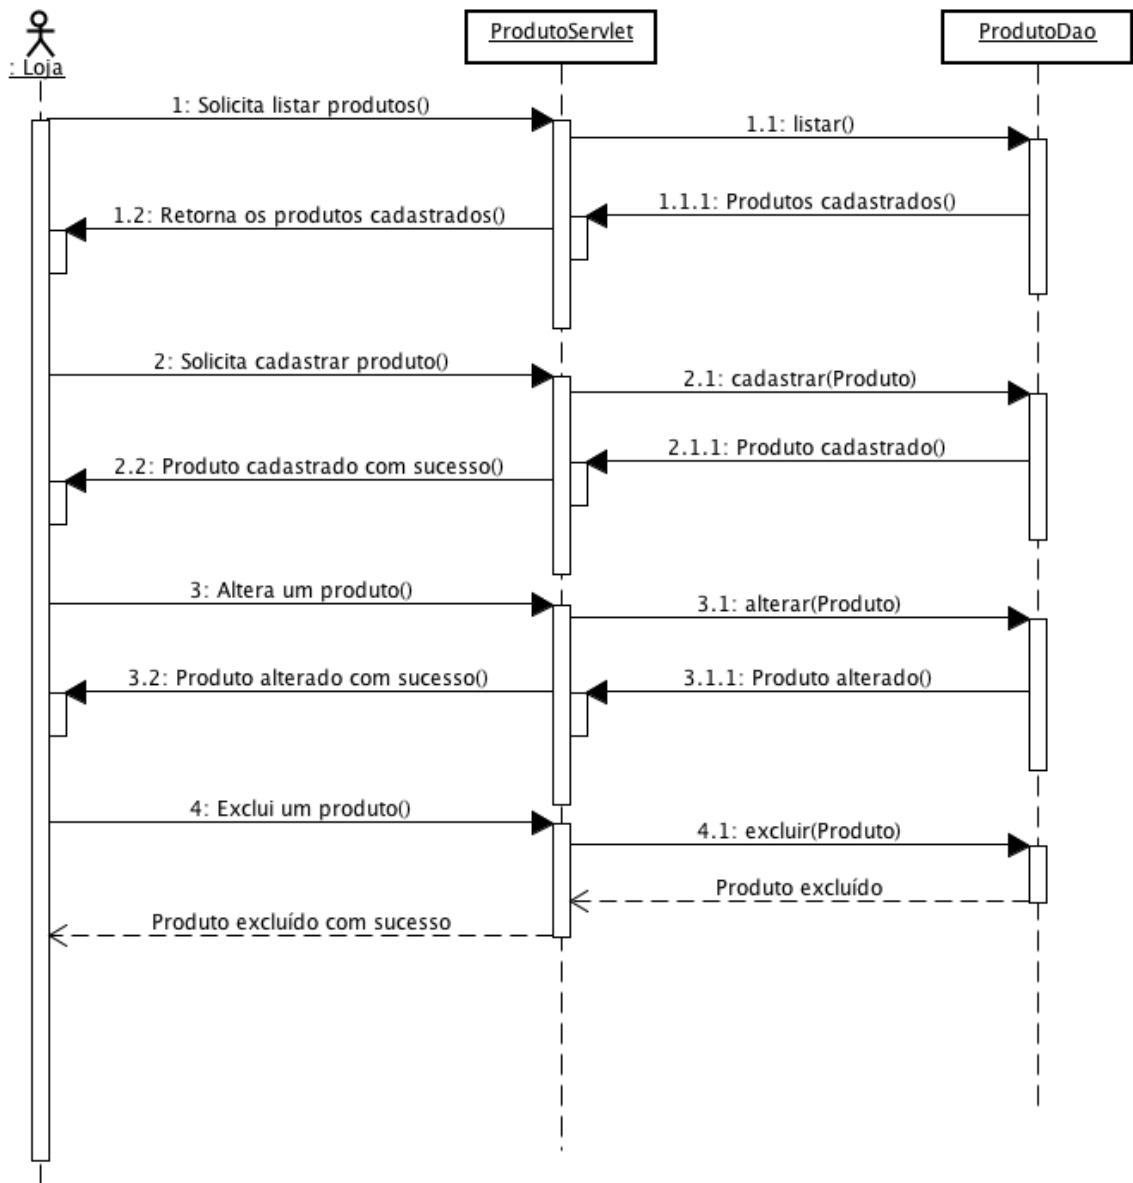 ProdutoServlet
ProdutoDao
: Loja
1: Solicita listar produtos()
1.1: listar()
1.1.1: Produtos cadastrados()
1.2: Retorna os produtos cadastrados()
2: Solicita cadastrar produto()
2.1: cadastrar(Produto)
2.1.1: Produto cadastrado()
2.2: Produto cadastrado com sucesso()
3: Altera um produto()
3.1: alterar(Produto)
3.2: Produto alterado com sucesso()
3.1.1: Produto alterado()
4: Exclui um produto()
4.1: excluir(Produto)
Produto excluído
Produto excluído com sucesso